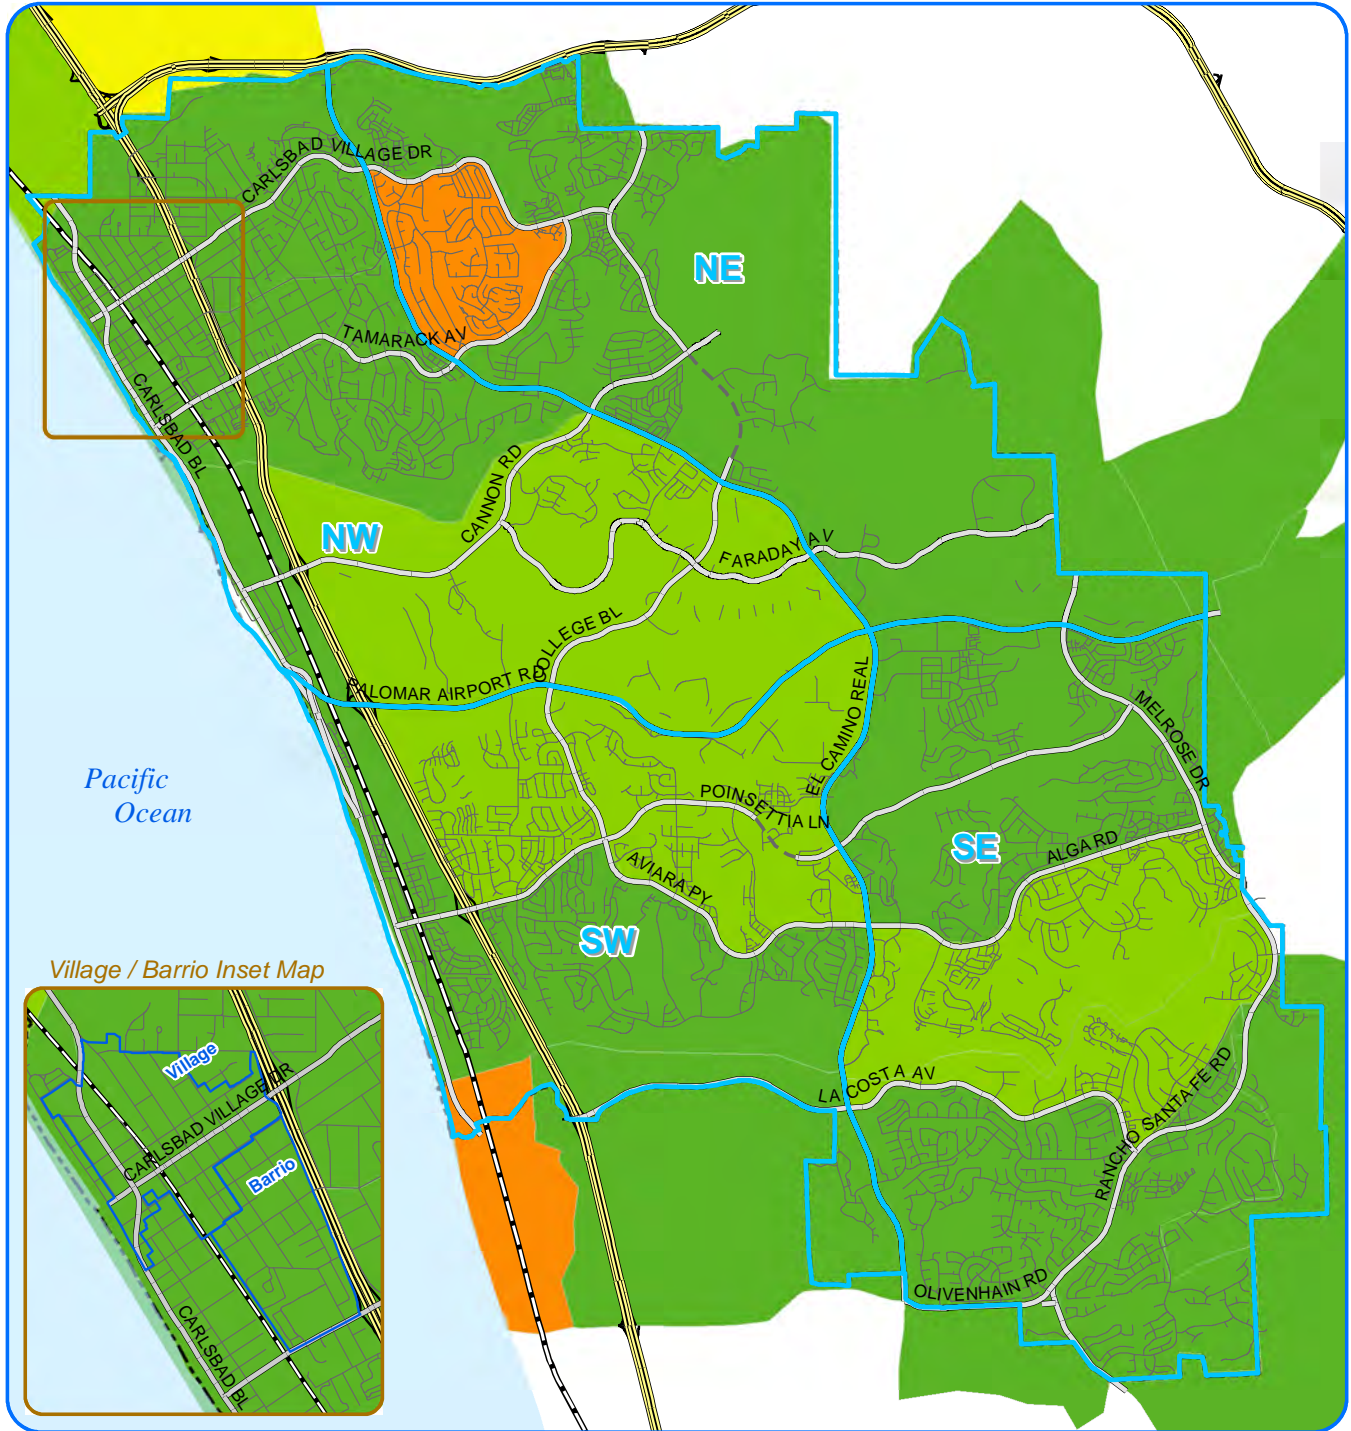 CARLSBAD VILLAGE DR
NE
TAMARACK AV
CARLSBAD BL
CANNON RD
NW
FARADAY AV
COLLEGE BL
PALOMAR AIRPORT RD
EL CAMINO REAL
MELROSE DR
Pacific
Ocean
POINSETTIA LN
SE
ALGA RD
AVIARA PY
SW
Village / Barrio Inset Map
Village
CARLSBAD VILLAGE DR
Barrio
CARLSBAD BL
LA COSTA AV
RANCHO SANTA FE RD
OLIVENHAIN RD